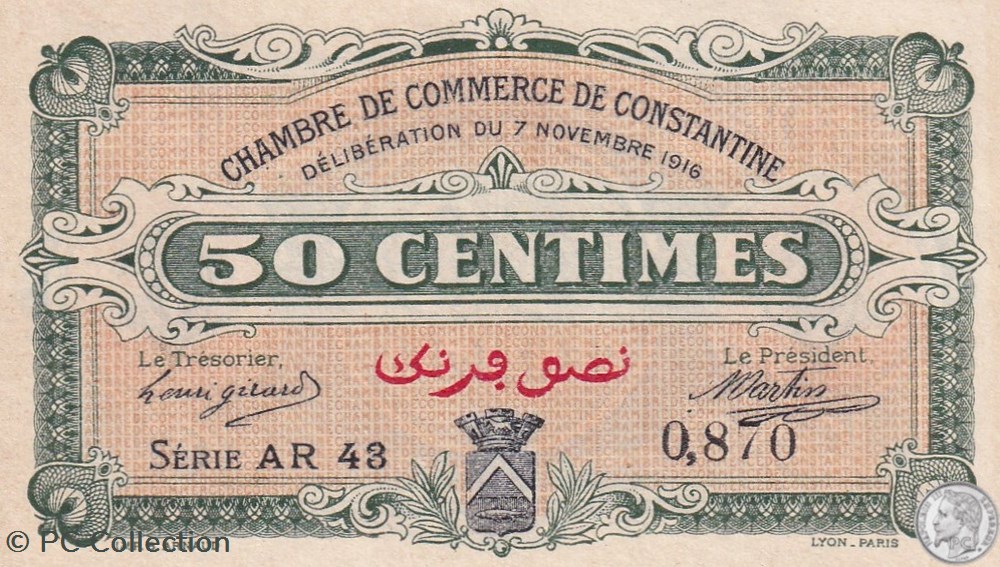 CHAMBRE DE COMMERCE DE CONSTANTINE
DÉLIBÉRATION DU 7 NOVEMBRE 1916
50 CENTIMES
Le Trésorier,
نصف فرنك
Le Président,
Henri Girard
Martin
SÉRIE AR 43
0,870
© PC Collection
LYON-PARIS